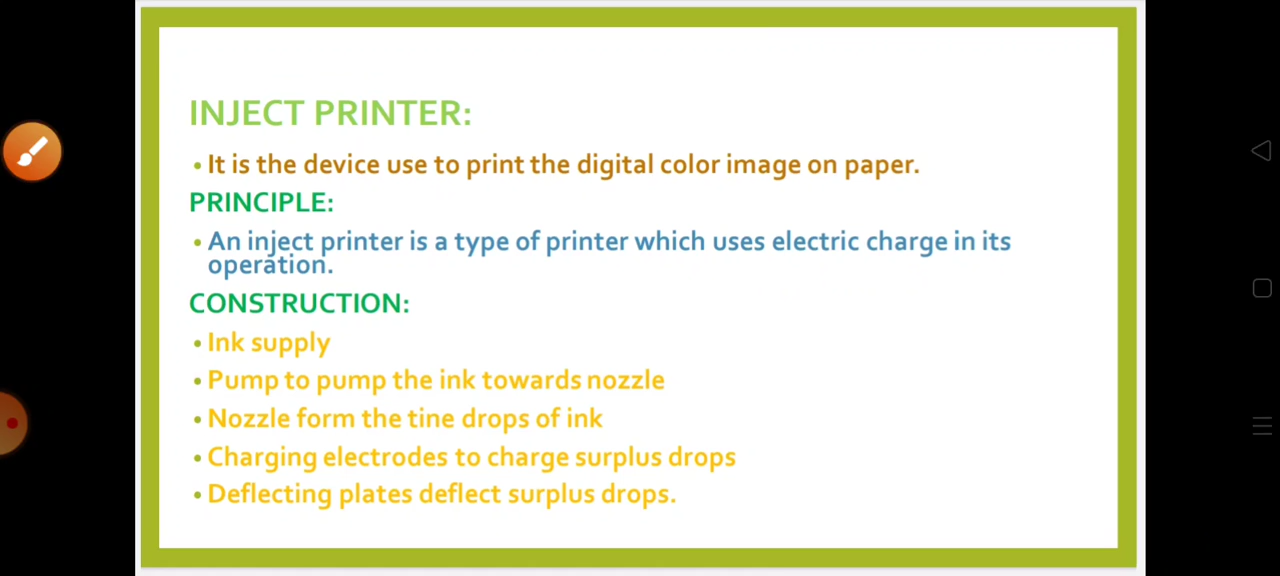 INJECT PRINTER:
• It is the device use to print the digital color image on paper.
PRINCIPLE:
• An inject printer is a type of printer which uses electric charge in its
operation.
CONSTRUCTION:
• Ink supply
• Pump to pump the ink towards nozzle
• Nozzle form the tine drops of ink
• Charging electrodes to charge surplus drops
• Deflecting plates deflect surplus drops.